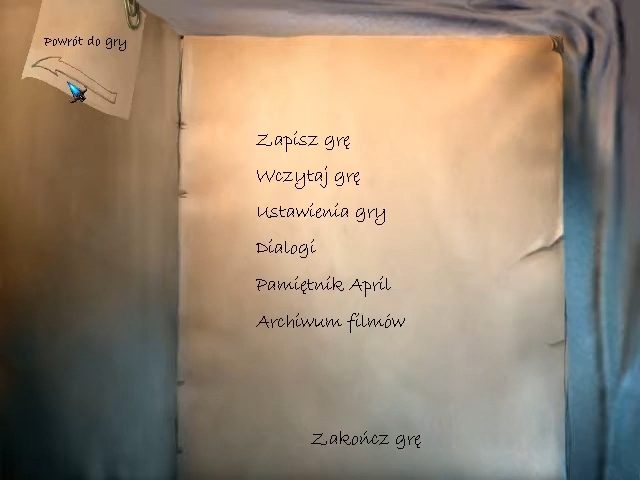 Powrót do gry
Zapisz grę
Wczytaj grę
Ustawienia gry
Dialogi
Pamiętnik April
Archiwum filmów
Zakończ grę